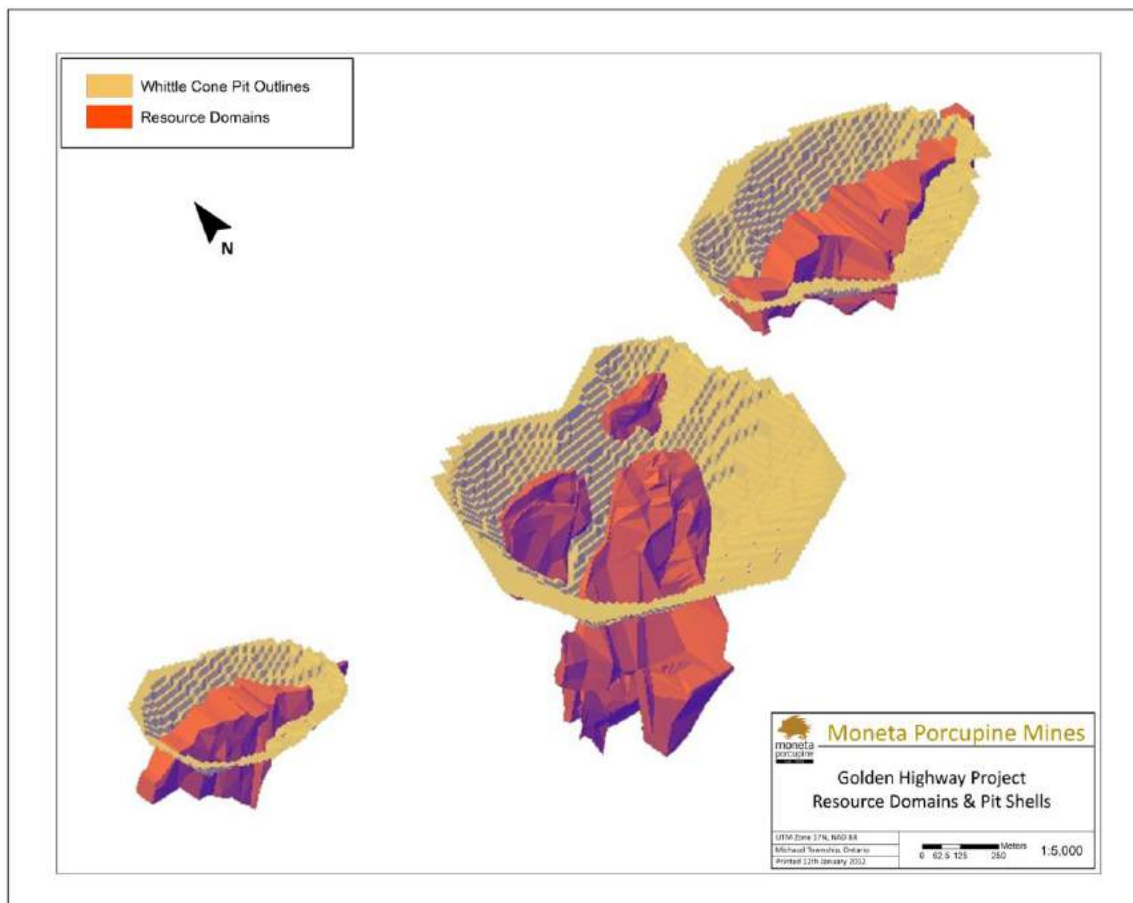 Whittle Cone Pit Outlines
Resource Domains
N
moneta
porcupine
Moneta Porcupine Mines
Golden Highway Project
Resource Domains & Pit Shells
UTM Zone 17N, NAD 83
Michaud Township, Ontario
Printed 12th January 2012
Meters
0 62.5 125 250
1:5,000